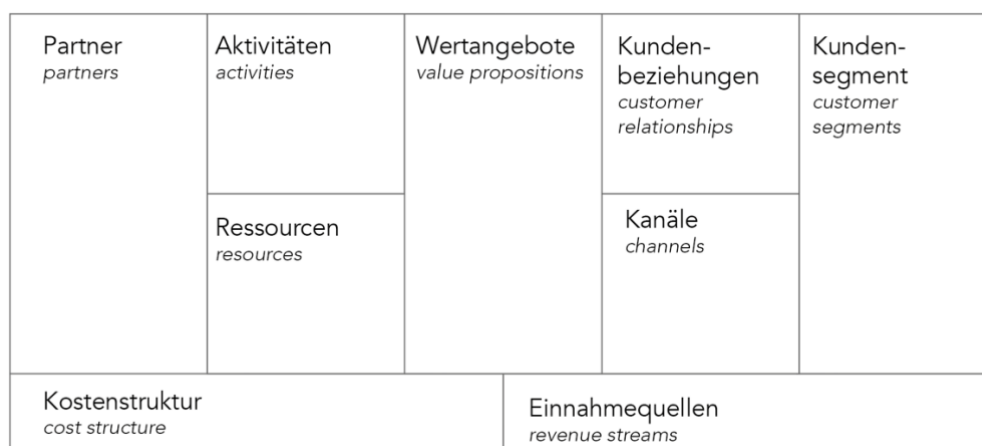 Partner
partners
Aktivitäten
activities
Ressourcen
resources
Wertangebote
value propositions
Kunden-
beziehungen
customer
relationships
Kanäle
channels
Kunden-
segment
customer
segments
Kostenstruktur
cost structure
Einnahmequellen
revenue streams